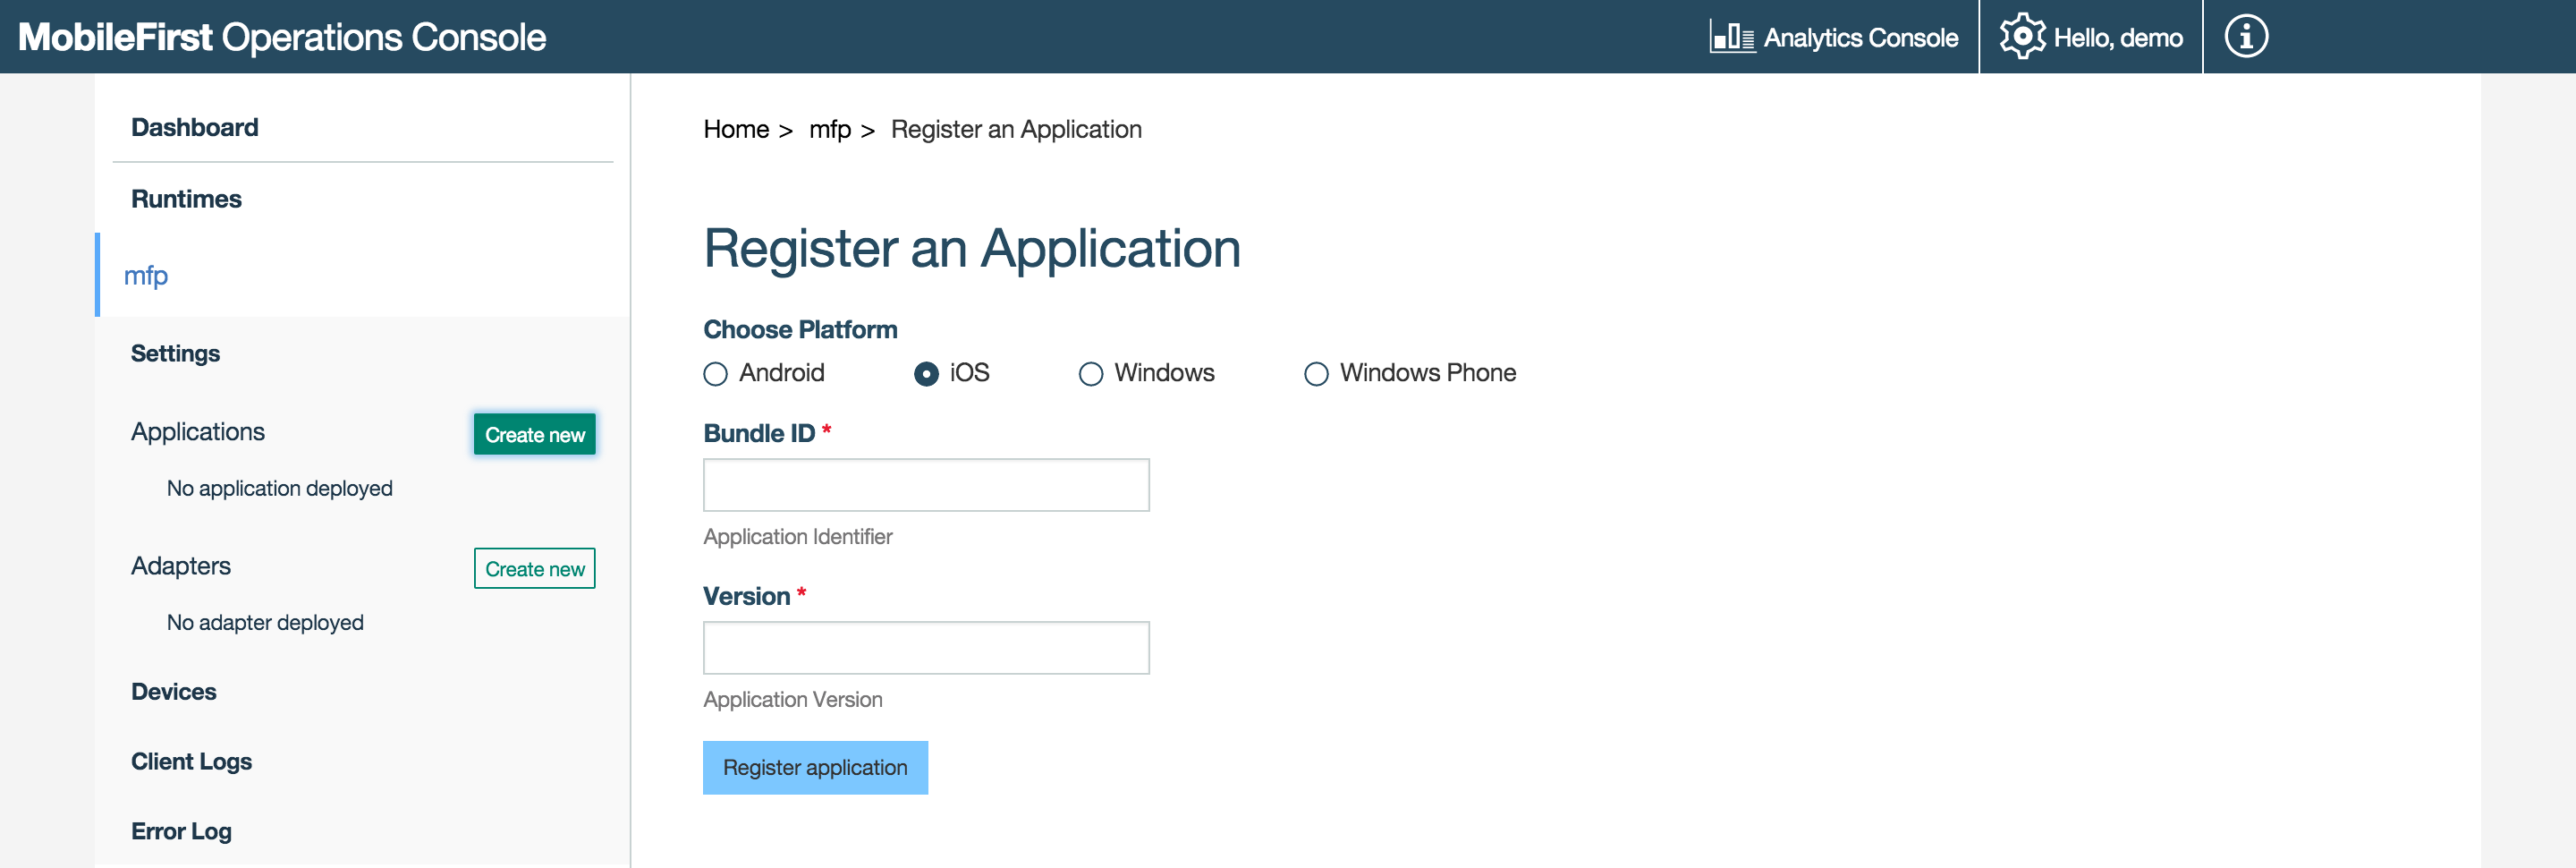 MobileFirst Operations Console
Analytics Console
Hello, demo
Dashboard
Runtimes
mfp
Settings
Applications
Create new
No application deployed
Adapters
Create new
No adapter deployed
Devices
Client Logs
Error Log
Home > mfp > Register an Application
Register an Application
Choose Platform
Android iOS Windows Windows Phone
Bundle ID *
Application Identifier
Version *
Application Version
Register application